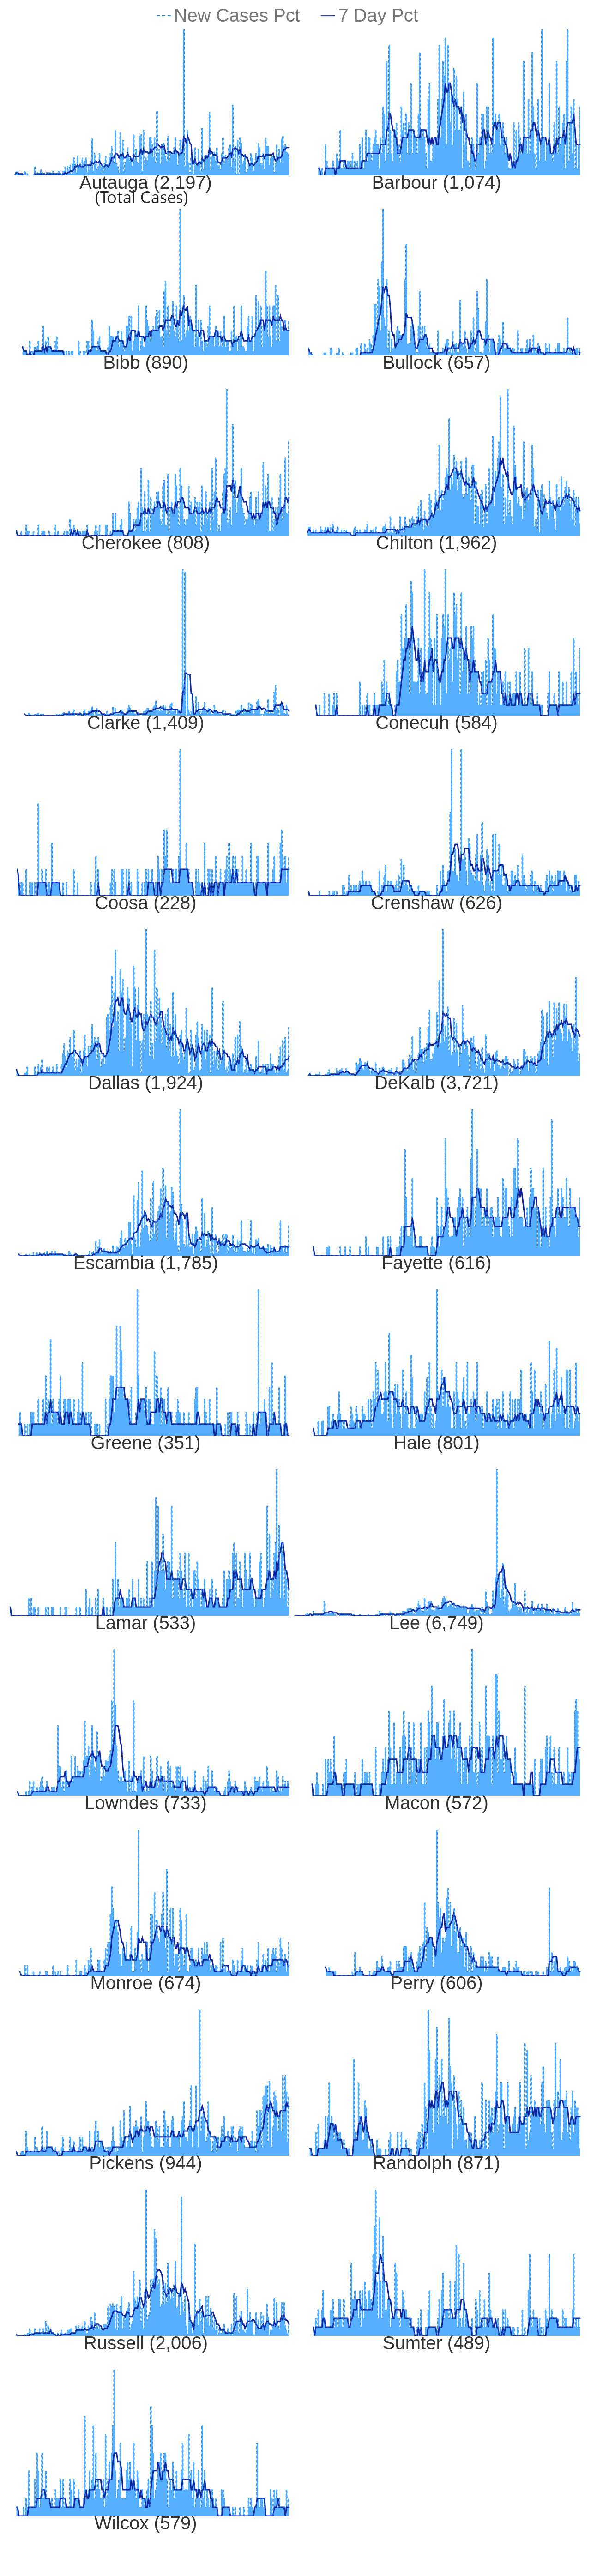 New Cases Pct 7 Day Pct
Autauga (2,197) Barbour (1,074)
(Total Cases)
Bibb (890) Bullock (657)
Cherokee (808) Chilton (1,962)
Clarke (1,409) Conecuh (584)
Coosa (228) Crenshaw (626)
Dallas (1,924) DeKalb (3,721)
Escambia (1,785) Fayette (616)
Greene (351) Hale (801)
Lamar (533) Lee (6,749)
Lowndes (733) Macon (572)
Monroe (674) Perry (606)
Pickens (944) Randolph (871)
Russell (2,006) Sumter (489)
Wilcox (579)